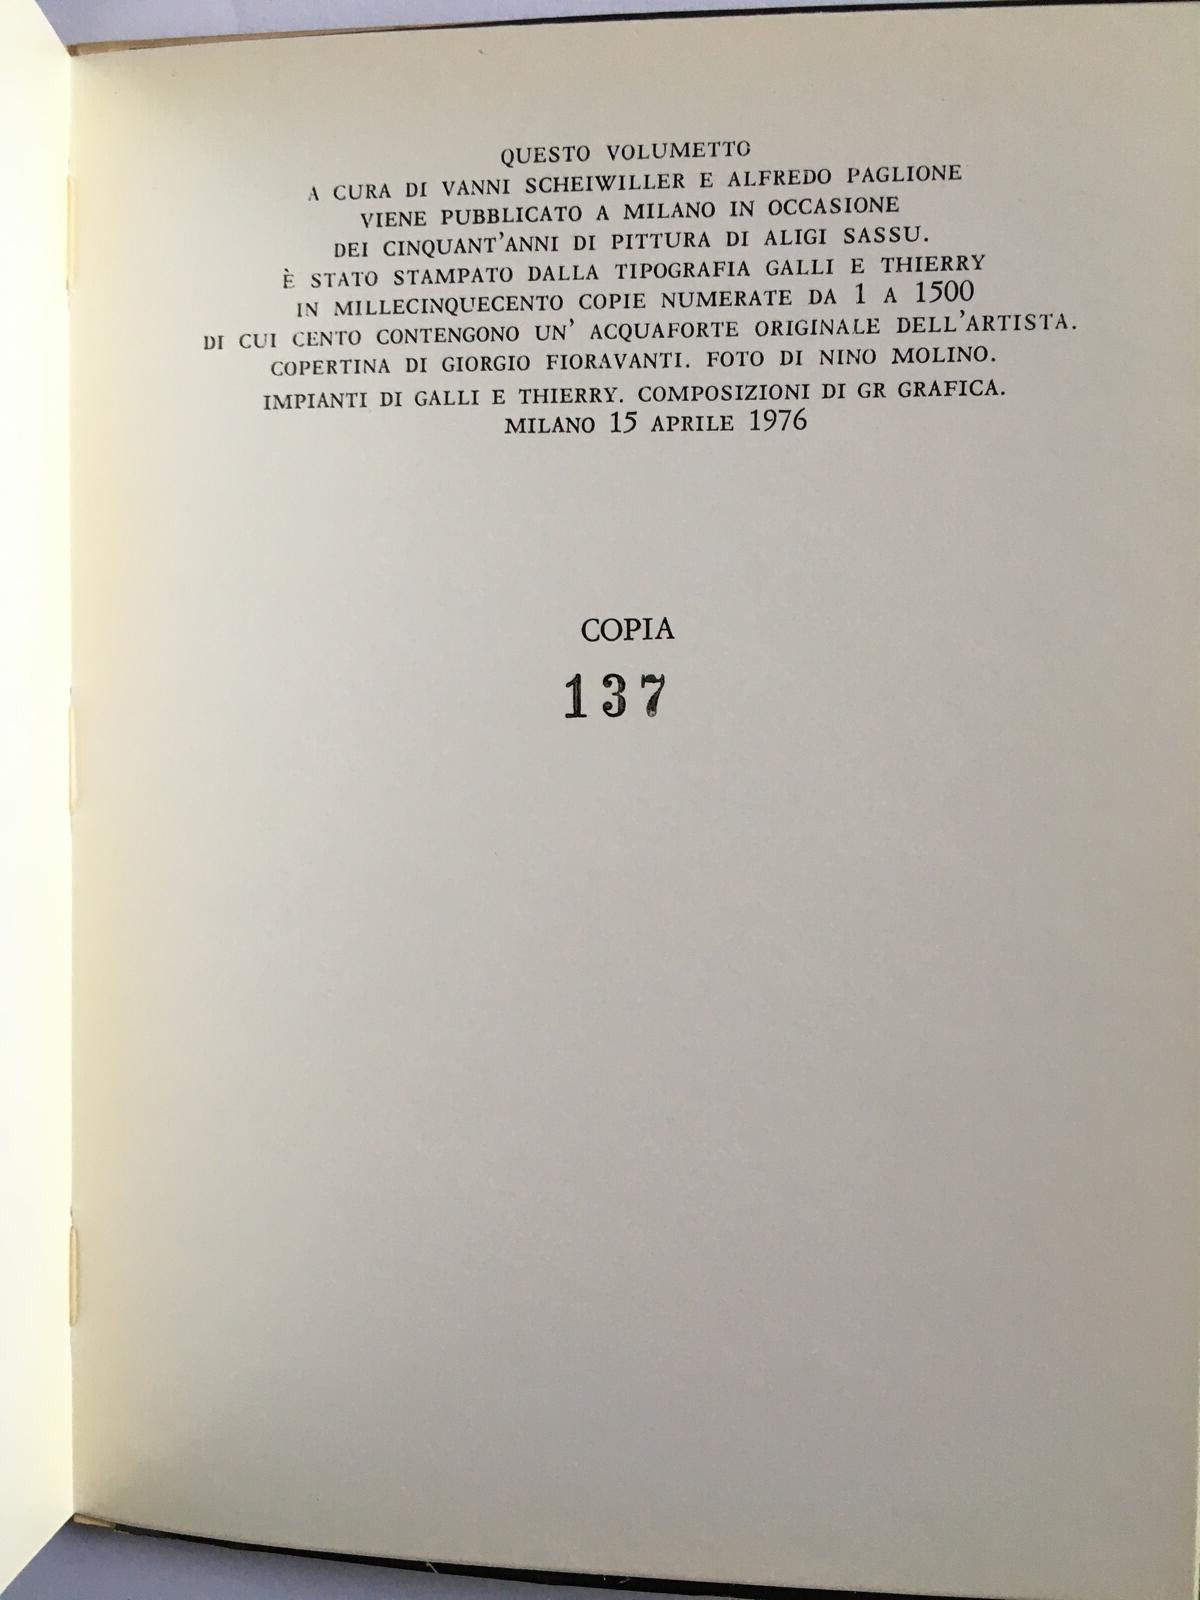 QUESTO VOLUMETTO
A CURA DI VANNI SCHEIWILLER E ALFREDO PAGLIONE
VIENE PUBBLICATO A MILANO IN OCCASIONE
DEI CINQUANT'ANNI DI PITTURA DI ALIGI SASSU.
È STATO STAMPATO DALLA TIPOGRAFIA GALLI E THIERRY
IN MILLECINQUECENTO COPIE NUMERATE DA 1 A 1500
DI CUI CENTO CONTENGONO UN' ACQUAFORTE ORIGINALE DELL'ARTISTA.
COPERTINA DI GIORGIO FIORAVANTI. FOTO DI NINO MOLINO.
IMPIANTI DI GALLI E THIERRY. COMPOSIZIONI DI GR GRAFICA.
MILANO 15 APRILE 1976
COPIA
137